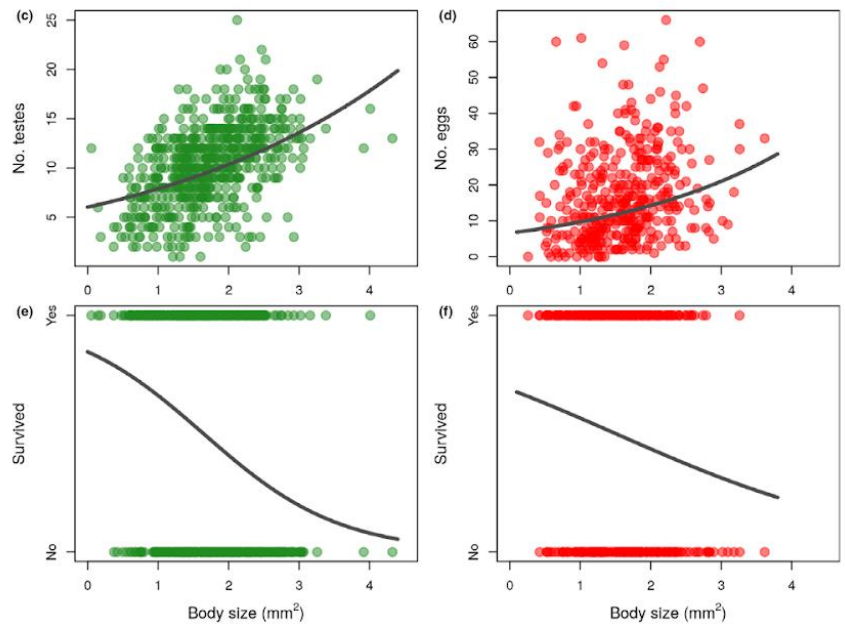 (c)
No. testes
25
20
15
10
5
0 1 2 3 4
(d)
No. eggs
60
50
40
30
20
10
0
0 1 2 3 4
(e)
Survived
Yes
No
0 1 2 3 4
Body size (mm²)
(f)
Survived
Yes
No
0 1 2 3 4
Body size (mm²)